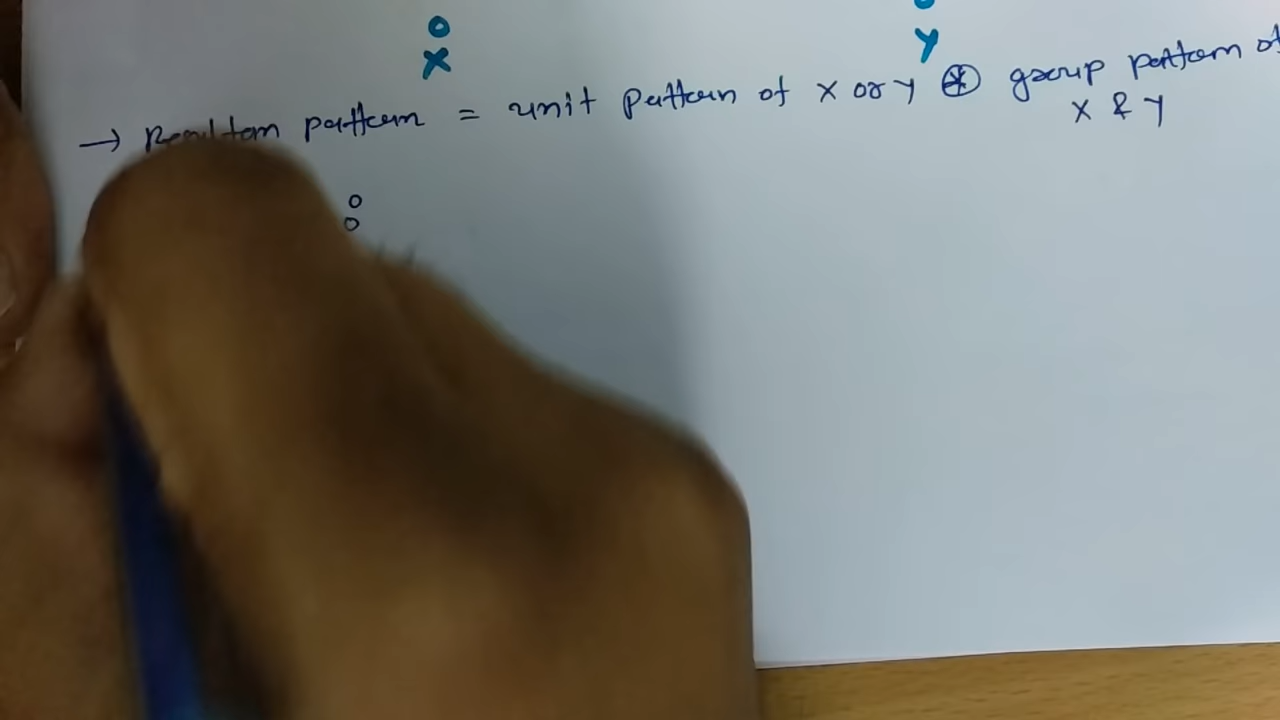 X
Y
→ pattern = unit pattern of X or Y * group pattern of
X & Y